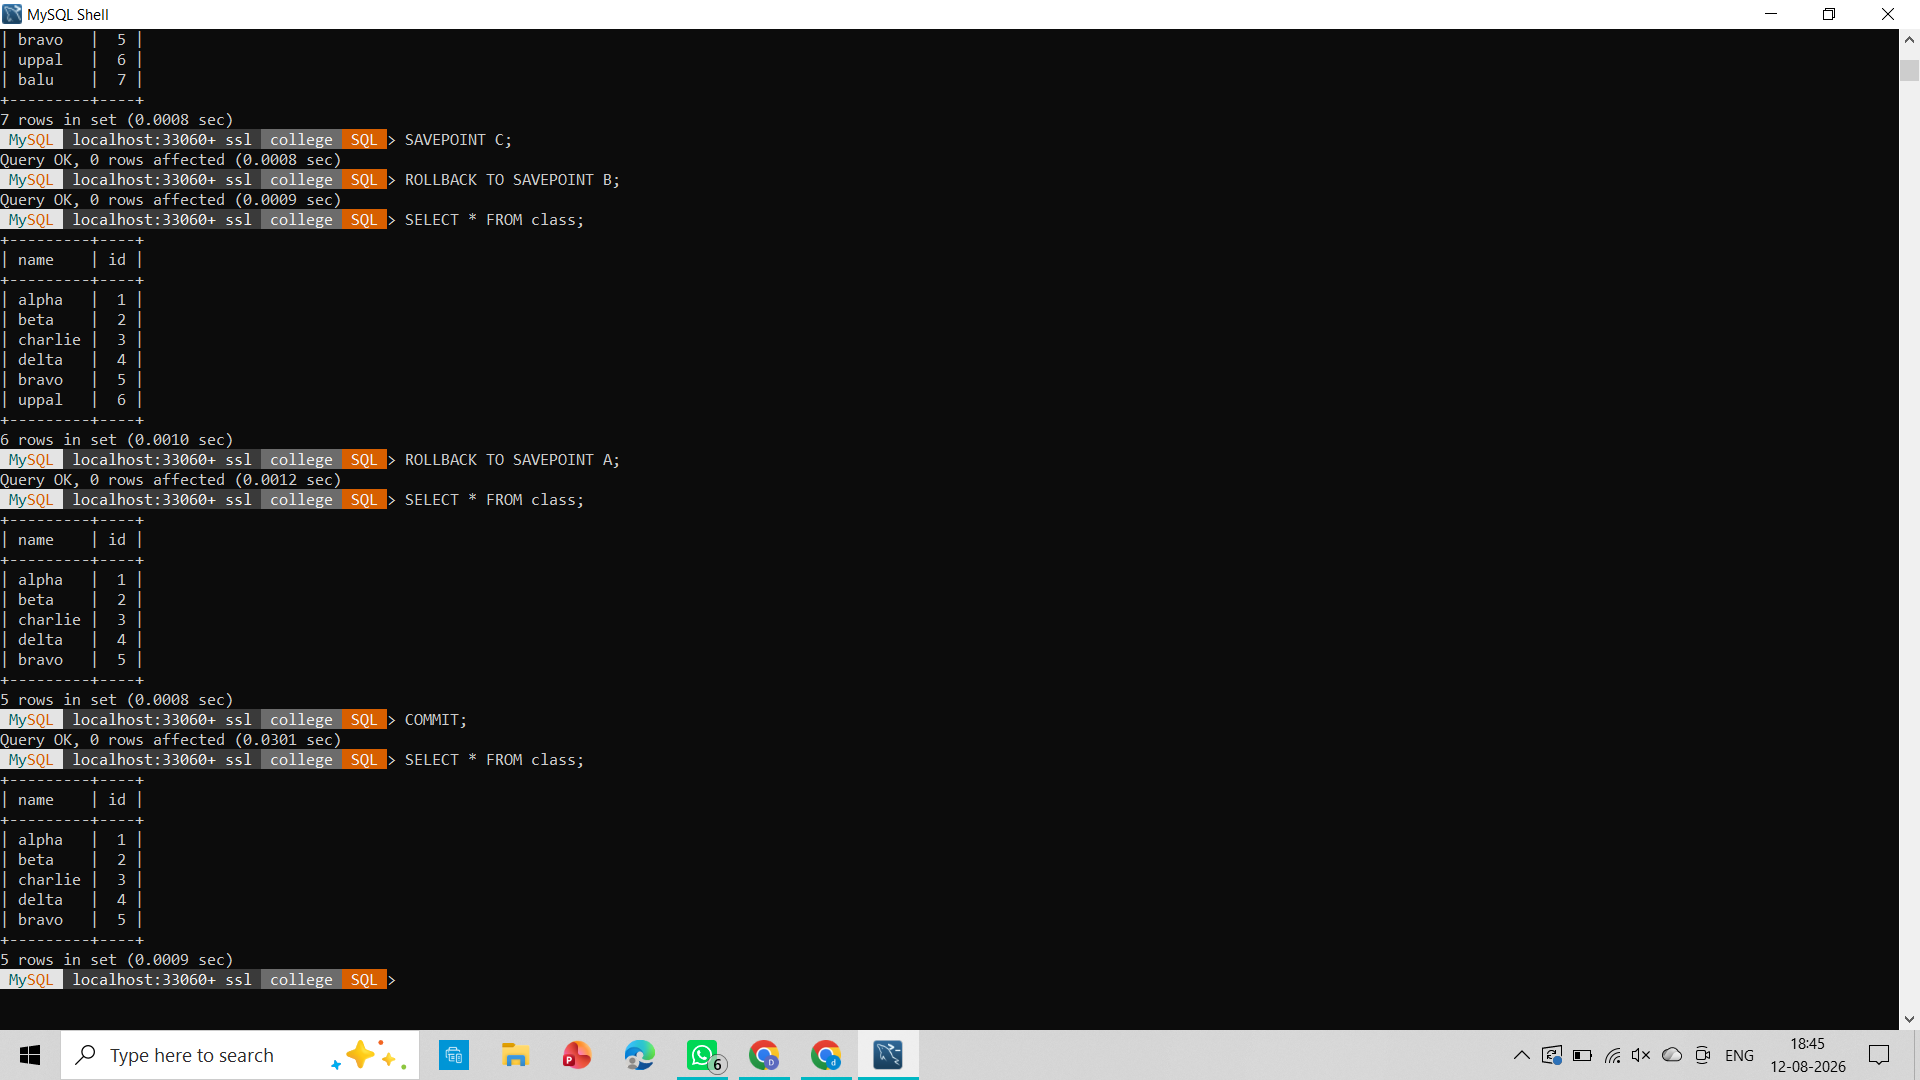 MySQL Shell
| bravo   |  5 |
| uppal   |  6 |
| balu    |  7 |
+---------+----+
7 rows in set (0.0008 sec)
MySQL localhost:33060+ ssl college SQL > SAVEPOINT C;
Query OK, 0 rows affected (0.0008 sec)
MySQL localhost:33060+ ssl college SQL > ROLLBACK TO SAVEPOINT B;
Query OK, 0 rows affected (0.0009 sec)
MySQL localhost:33060+ ssl college SQL > SELECT * FROM class;
+---------+----+
| name    | id |
+---------+----+
| alpha   |  1 |
| beta    |  2 |
| charlie |  3 |
| delta   |  4 |
| bravo   |  5 |
| uppal   |  6 |
+---------+----+
6 rows in set (0.0010 sec)
MySQL localhost:33060+ ssl college SQL > ROLLBACK TO SAVEPOINT A;
Query OK, 0 rows affected (0.0012 sec)
MySQL localhost:33060+ ssl college SQL > SELECT * FROM class;
+---------+----+
| name    | id |
+---------+----+
| alpha   |  1 |
| beta    |  2 |
| charlie |  3 |
| delta   |  4 |
| bravo   |  5 |
+---------+----+
5 rows in set (0.0008 sec)
MySQL localhost:33060+ ssl college SQL > COMMIT;
Query OK, 0 rows affected (0.0301 sec)
MySQL localhost:33060+ ssl college SQL > SELECT * FROM class;
+---------+----+
| name    | id |
+---------+----+
| alpha   |  1 |
| beta    |  2 |
| charlie |  3 |
| delta   |  4 |
| bravo   |  5 |
+---------+----+
5 rows in set (0.0009 sec)
MySQL localhost:33060+ ssl college SQL >
Type here to search
6
ENG
18:45
12-08-2026